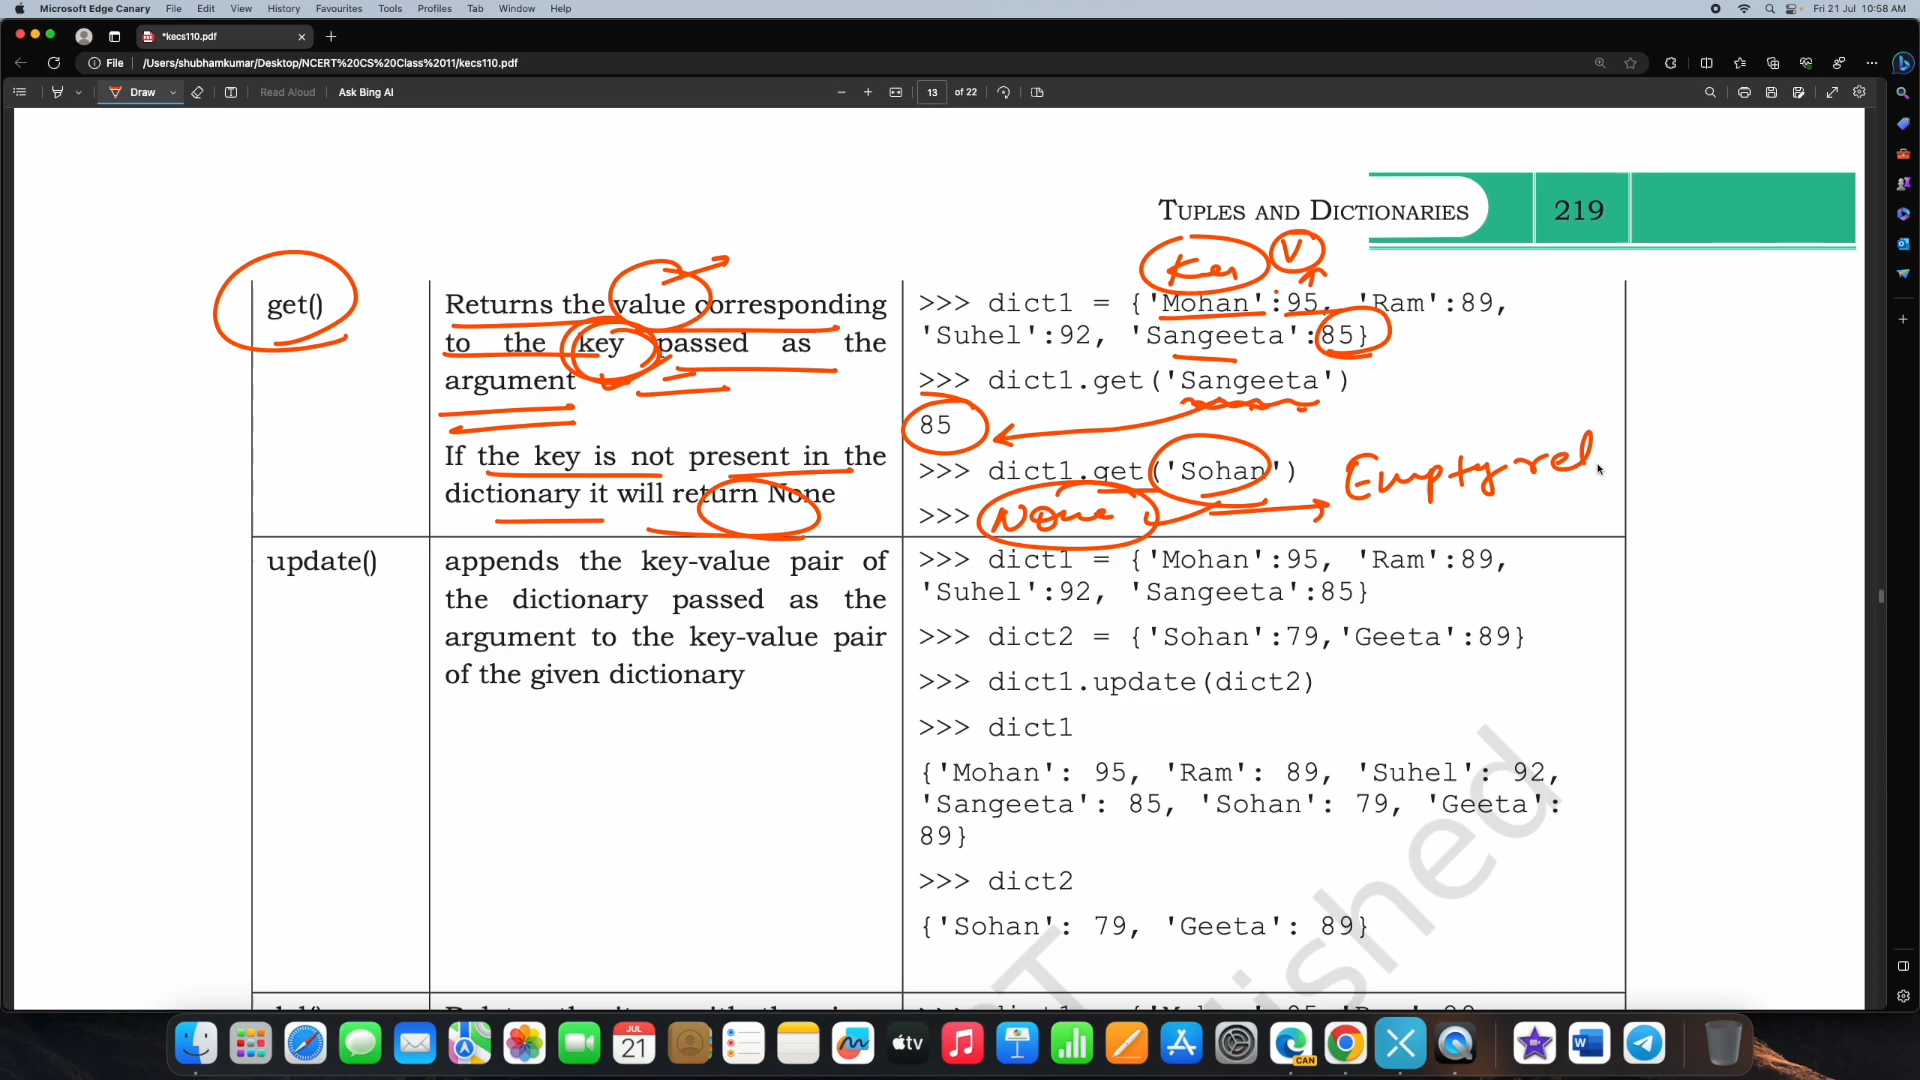 Microsoft Edge Canary File Edit View History Favourites Tools Profiles Tab Window Help Fri 21 Jul 10:58 AM
*kecs110.pdf
File /Users/shubhamkumar/Desktop/NCERT%20CS%20Class%2011/kecs110.pdf
Draw Read Aloud Ask Bing AI 13 of 22
TUPLES AND DICTIONARIES 219
Key V
get()
Returns the value corresponding
to the key passed as the
argument
If the key is not present in the
dictionary it will return None
>>> dict1 = {'Mohan':95, 'Ram':89,
'Suhel':92, 'Sangeeta':85}
>>> dict1.get('Sangeeta')
85
>>> dict1.get('Sohan')
Empty
>>> None
update()
appends the key-value pair of
the dictionary passed as the
argument to the key-value pair
of the given dictionary
>>> dict1 = {'Mohan':95, 'Ram':89,
'Suhel':92, 'Sangeeta':85}
>>> dict2 = {'Sohan':79,'Geeta':89}
>>> dict1.update(dict2)
>>> dict1
{'Mohan': 95, 'Ram': 89, 'Suhel': 92,
'Sangeeta': 85, 'Sohan': 79, 'Geeta':
89}
>>> dict2
{'Sohan': 79, 'Geeta': 89}
JUL
21
tv
CAN